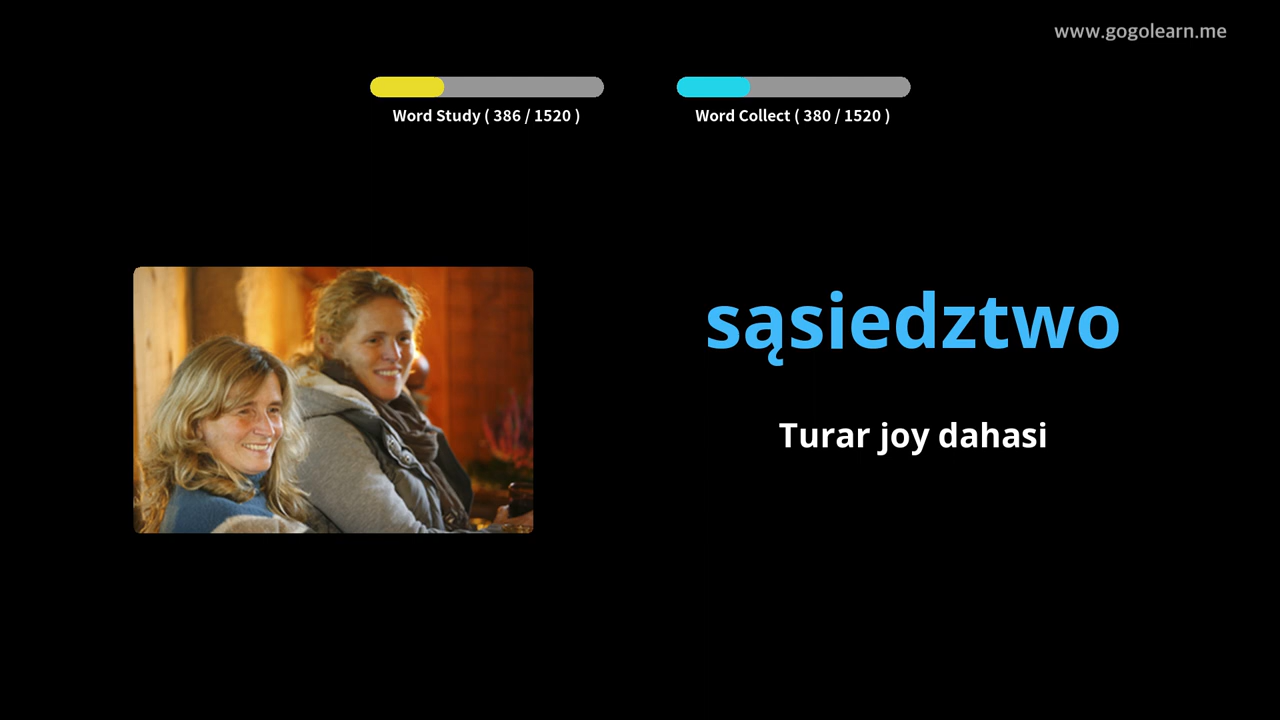 www.gogolearn.me
Word Study ( 386 / 1520 )
Word Collect ( 380 / 1520 )
sąsiedztwo
Turar joy dahasi